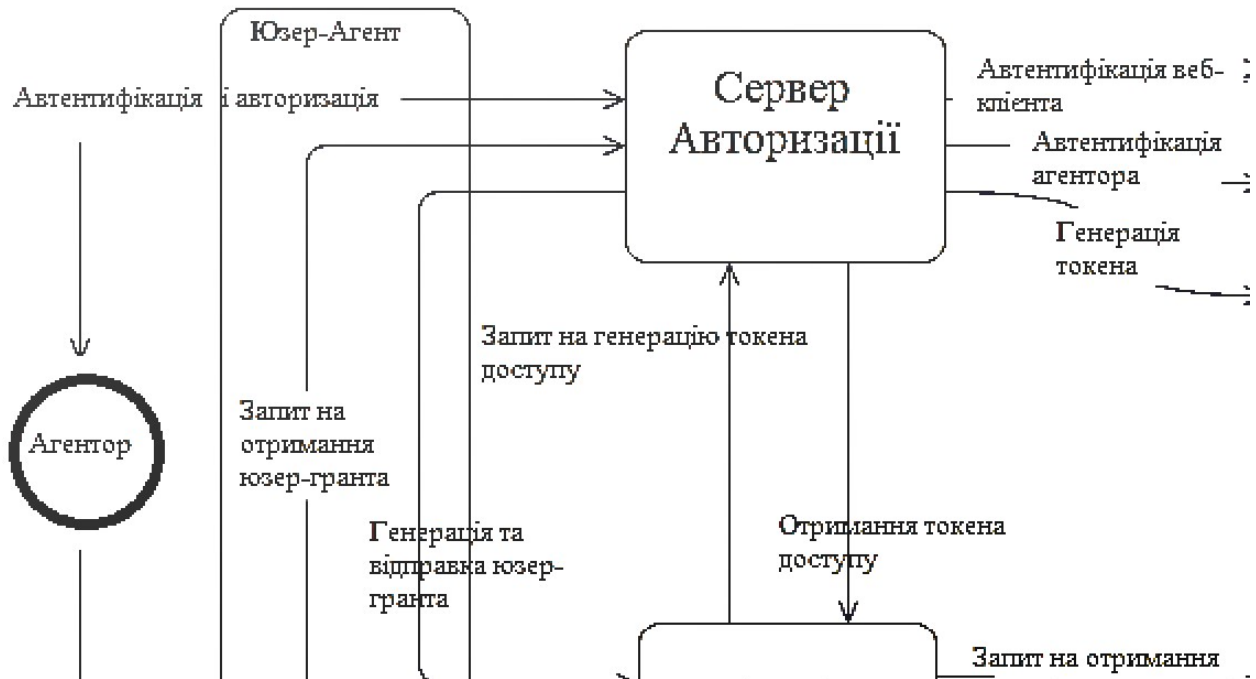 Юзер-Агент
Автентифікація і авторизація
Сервер
Авторизації
Автентифікація веб-
клієнта
Автентифікація
агентора
Генерація
токена
Запит на генерацію токена
доступу
Агентор
Запит на
отримання
юзер-гранта
Генерація та
відправка юзер-
гранта
Отримання токена
доступу
Запит на отримання